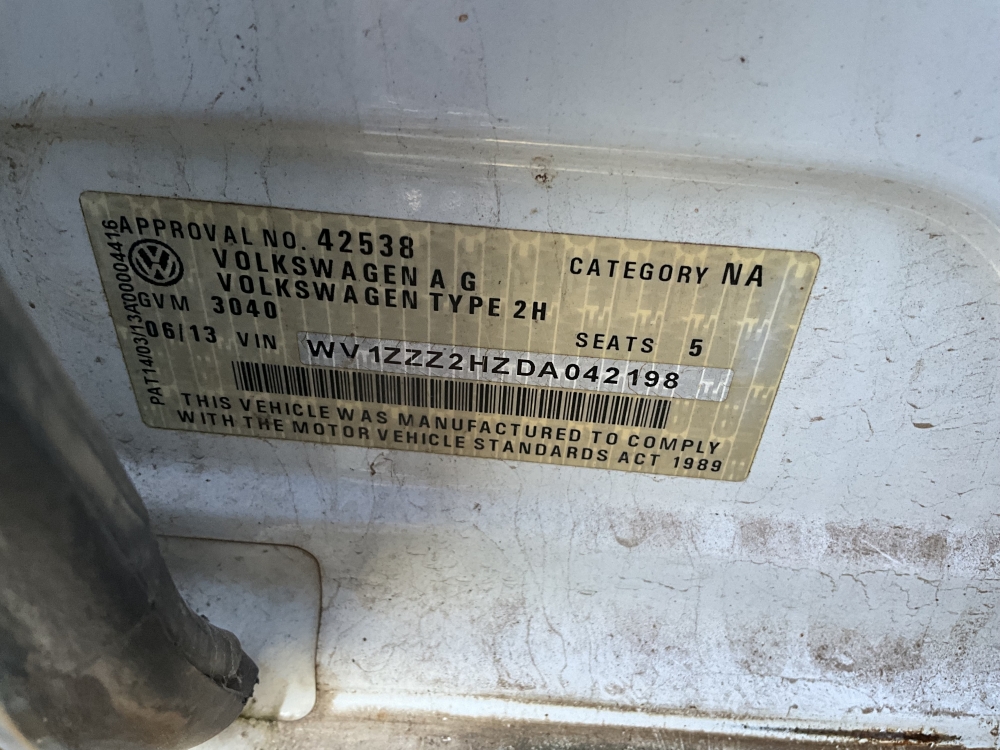 APPROVAL NO. 42538
CATEGORY NA
VOLKSWAGEN A G
VOLKSWAGEN TYPE 2H
GVM 3040
SEATS 5
06/13 VIN WV1ZZZ2HZDA042198
THIS VEHICLE WAS MANUFACTURED TO COMPLY
WITH THE MOTOR VEHICLE STANDARDS ACT 1989
PAT14/03/13A000004416